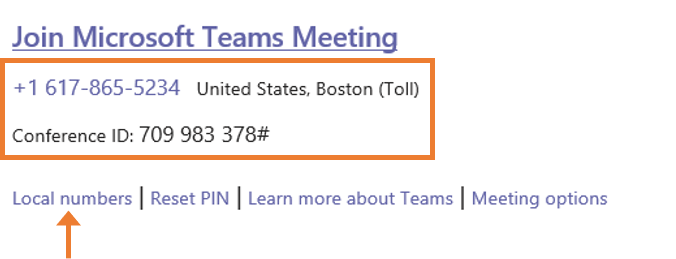 Join Microsoft Teams Meeting
+1 617-865-5234 United States, Boston (Toll)
Conference ID: 709 983 378#
Local numbers | Reset PIN | Learn more about Teams | Meeting options